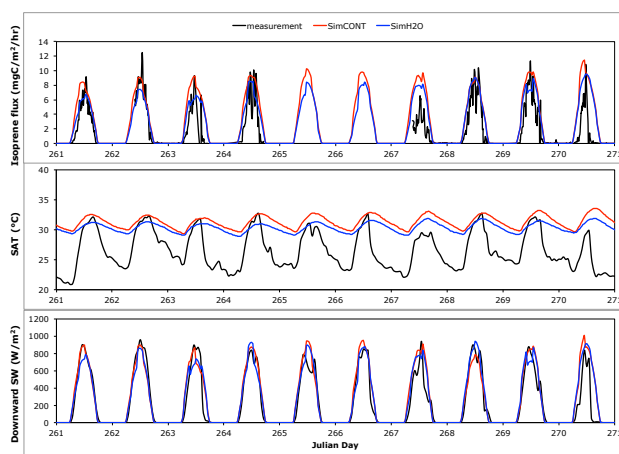 measurement SimCONT SimH2O
Isoprene flux (mgC/m²/hr)
14
12
10
8
6
4
2
0
261 262 263 264 265 266 267 268 269 270 271
SAT (°C)
40
35
30
25
20
261 262 263 264 265 266 267 268 269 270 271
Downward SW (W/m²)
1200
1000
800
600
400
200
0
261 262 263 264 265 266 267 268 269 270 271
Julian Day